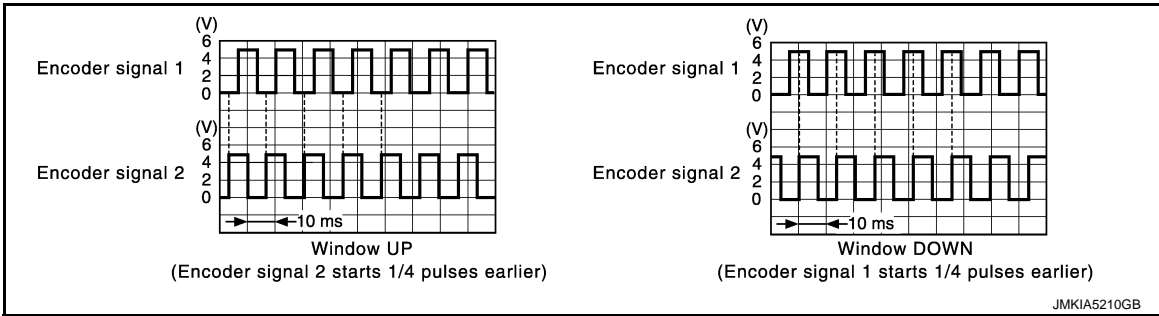 (V)
6
4
2
0
Encoder signal 1
(V)
6
4
2
0
Encoder signal 2
10 ms
Window UP
(Encoder signal 2 starts 1/4 pulses earlier)
(V)
6
4
2
0
Encoder signal 1
(V)
6
4
2
0
Encoder signal 2
10 ms
Window DOWN
(Encoder signal 1 starts 1/4 pulses earlier)
JMKIA5210GB